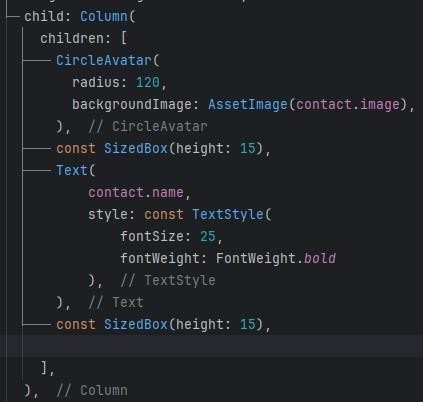 child: Column(
children: [
CircleAvatar(
radius: 120,
backgroundImage: AssetImage(contact.image),
), // CircleAvatar
const SizedBox(height: 15),
Text(
contact.name,
style: const TextStyle(
fontSize: 25,
fontWeight: FontWeight.bold
), // TextStyle
), // Text
const SizedBox(height: 15),
],
), // Column